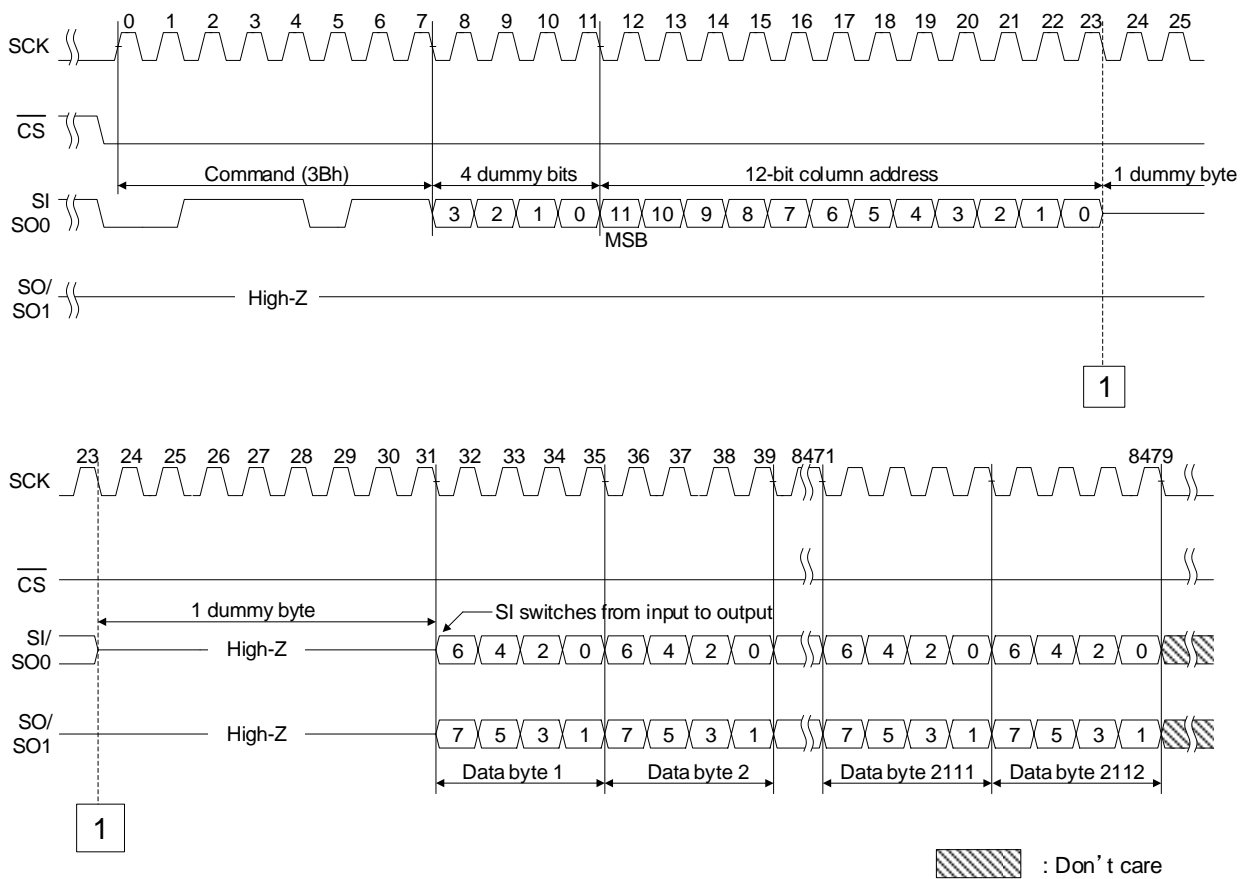 0 1 2 3 4 5 6 7 8 9 10 11 12 13 14 15 16 17 18 19 20 21 22 23 24 25
SCK
CS
Command (3Bh) 4 dummy bits 12-bit column address 1 dummy byte
SI
SO0
3 2 1 0 11 10 9 8 7 6 5 4 3 2 1 0
MSB
SO/
SO1
High-Z
1
23 24 25 26 27 28 29 30 31 32 33 34 35 36 37 38 39 8471 8479
SCK
CS
1 dummy byte
SI switches from input to output
SI/
SO0
High-Z 6 4 2 0 6 4 2 0 6 4 2 0 6 4 2 0
SO/
SO1
High-Z 7 5 3 1 7 5 3 1 7 5 3 1 7 5 3 1
Data byte 1 Data byte 2 Data byte 2111 Data byte 2112
1
: Don't care